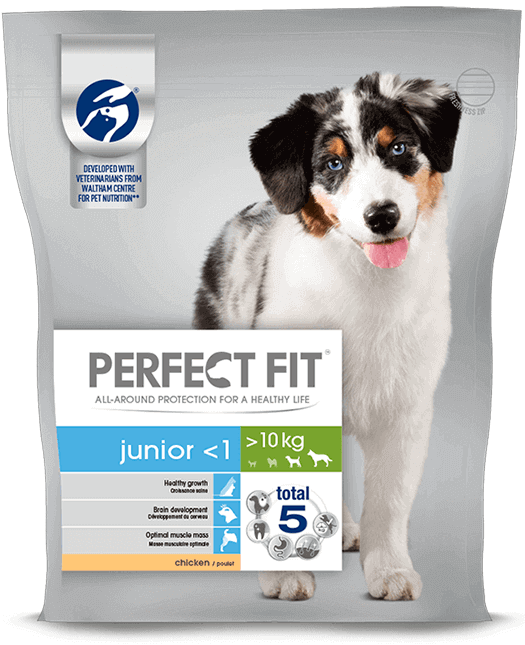 ®
DEVELOPED WITH
VETERINARIANS FROM
WALTHAM CENTRE
FOR PET NUTRITION**
PERFECT FIT®
ALL-AROUND PROTECTION FOR A HEALTHY LIFE
junior <1
>10kg
Healthy growth
Croissance saine
Brain development
Développement du cerveau
Optimal muscle mass
Masse musculaire optimale
total
5
chicken / poulet